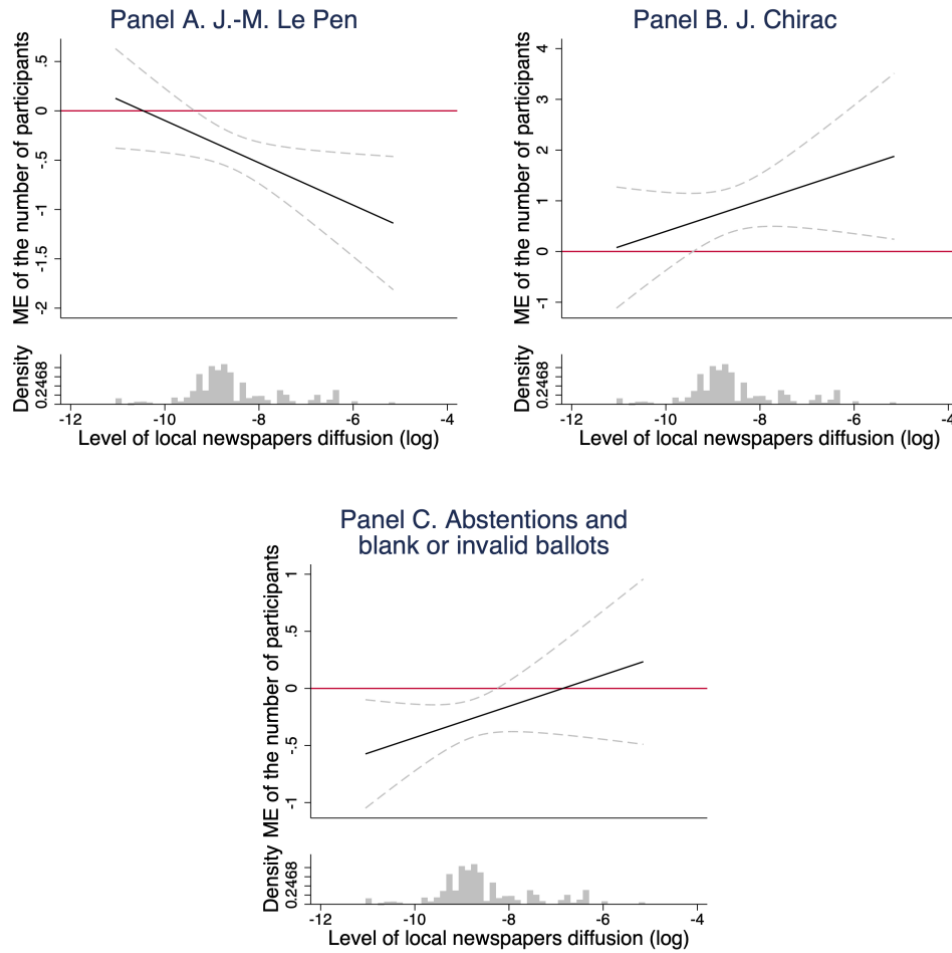 Panel A. J.-M. Le Pen
ME of the number of participants
.5
0
-.5
-1
-1.5
-2
Density
0.2468
-12 -10 -8 -6 -4
Level of local newspapers diffusion (log)
Panel B. J. Chirac
ME of the number of participants
4
3
2
1
0
-1
Density
0.2468
-12 -10 -8 -6 -4
Level of local newspapers diffusion (log)
Panel C. Abstentions and
blank or invalid ballots
ME of the number of participants
1
.5
0
-.5
-1
Density
0.2468
-12 -10 -8 -6 -4
Level of local newspapers diffusion (log)